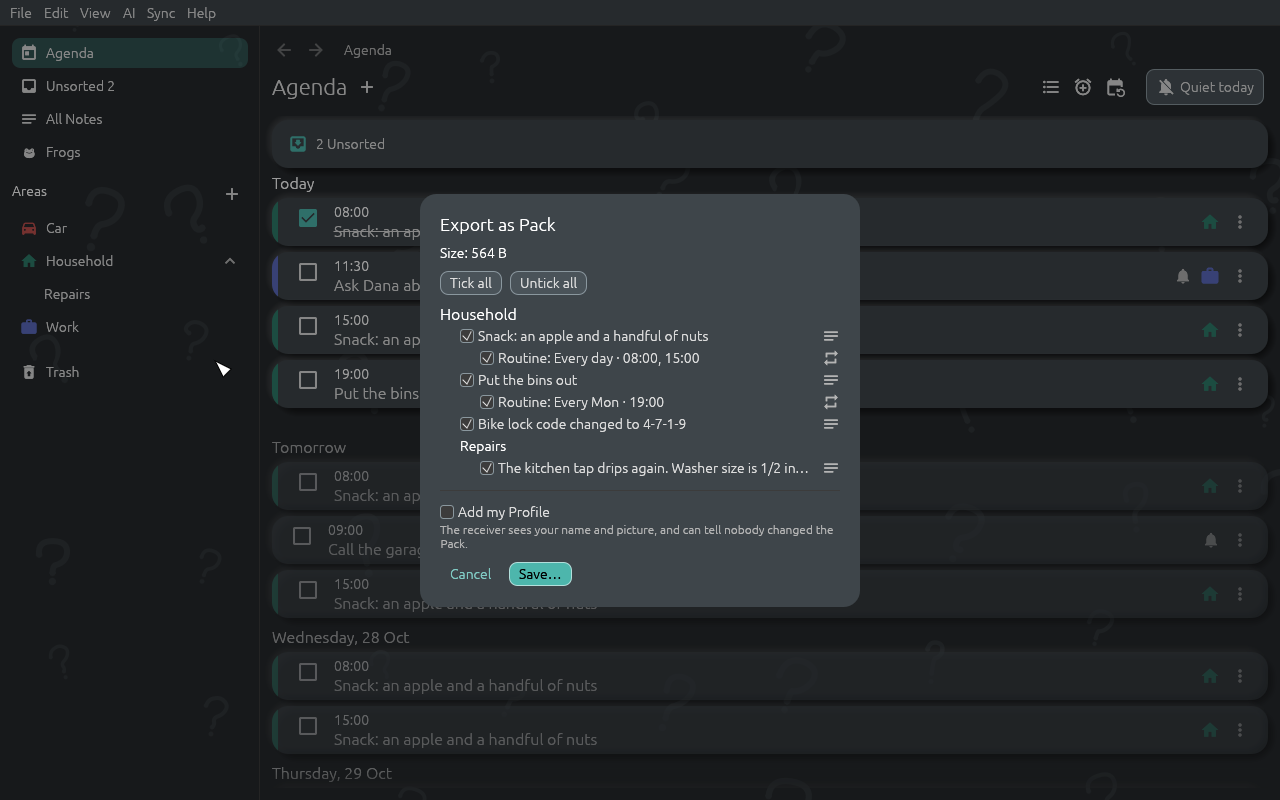 File Edit View AI Sync Help
Agenda
Unsorted 2
All Notes
Frogs
Areas
Car
Household
Repairs
Work
Trash
Agenda
Agenda
Quiet today
2 Unsorted
Today
08:00
Snack: an ap
11:30
Ask Dana ab
15:00
Snack: an ap
19:00
Put the bins
Tomorrow
08:00
Snack: an ap
09:00
Call the garag
15:00
Snack: an apple and a handful of nuts
Wednesday, 28 Oct
08:00
Snack: an apple and a handful of nuts
15:00
Snack: an apple and a handful of nuts
Thursday, 29 Oct
Export as Pack
Size: 564 B
Tick all
Untick all
Household
Snack: an apple and a handful of nuts
Routine: Every day · 08:00, 15:00
Put the bins out
Routine: Every Mon · 19:00
Bike lock code changed to 4-7-1-9
Repairs
The kitchen tap drips again. Washer size is 1/2 in…
Add my Profile
The receiver sees your name and picture, and can tell nobody changed the
Pack.
Cancel
Save…